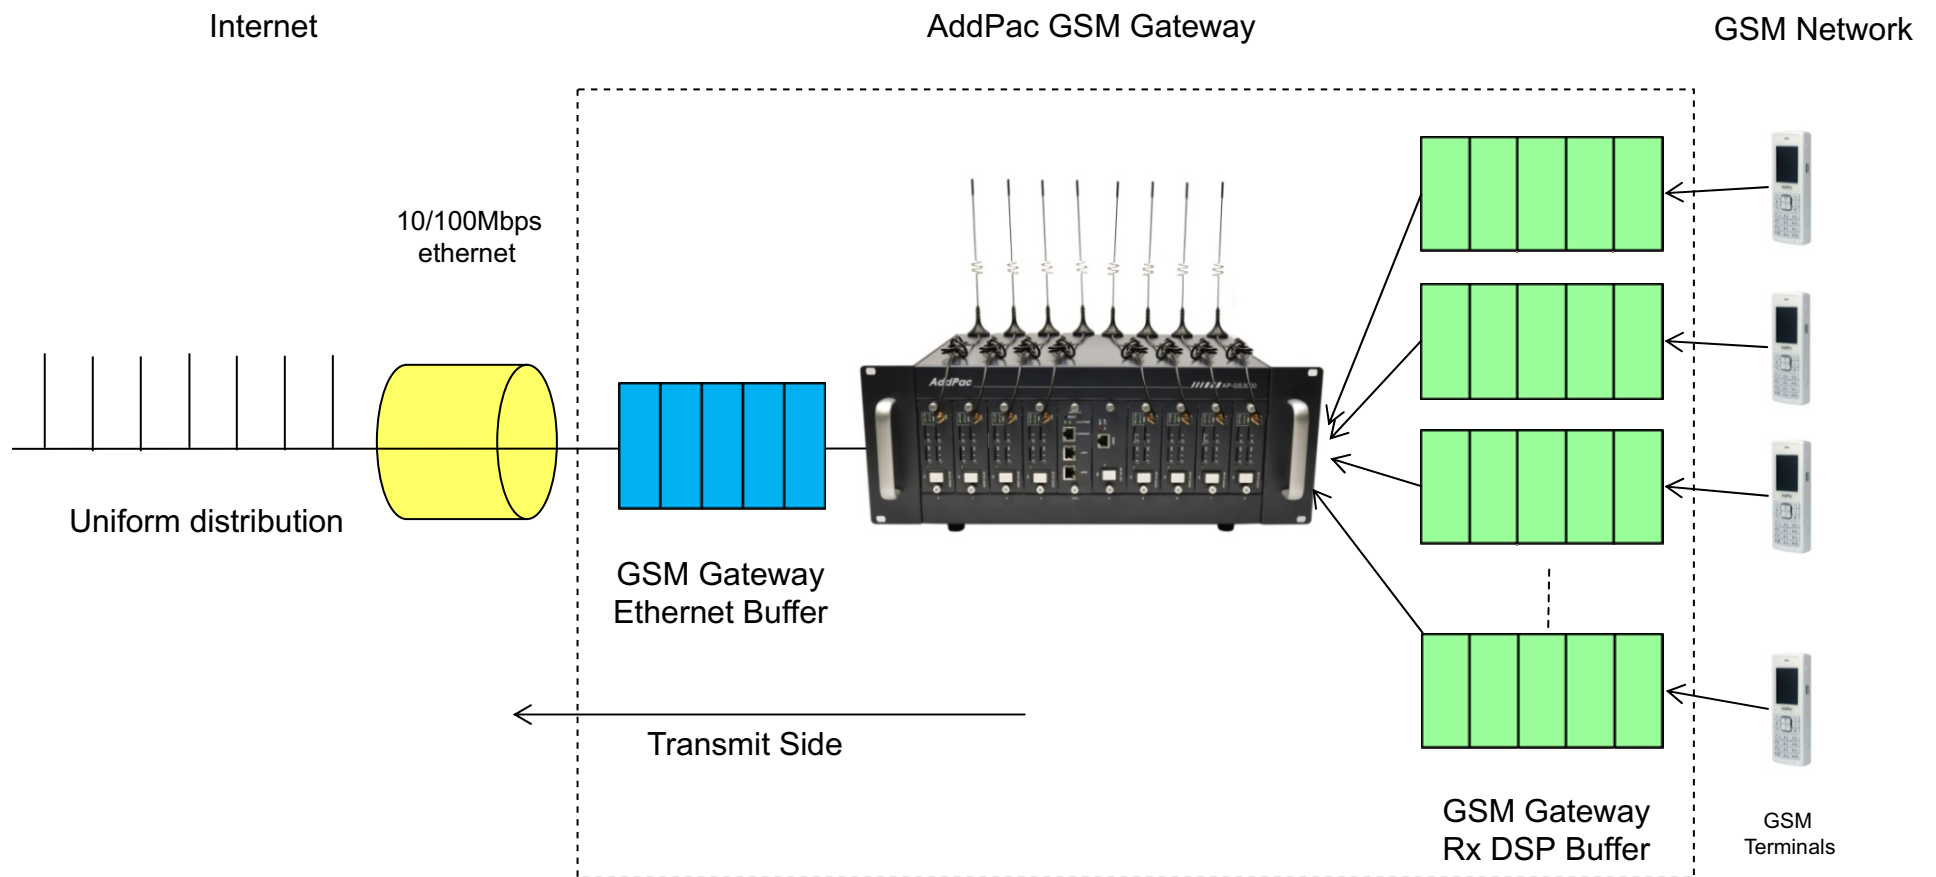 Internet
AddPac GSM Gateway
GSM Network
10/100Mbps
ethernet
AddPac
Uniform distribution
GSM Gateway
Ethernet Buffer
Transmit Side
GSM Gateway
Rx DSP Buffer
GSM
Terminals